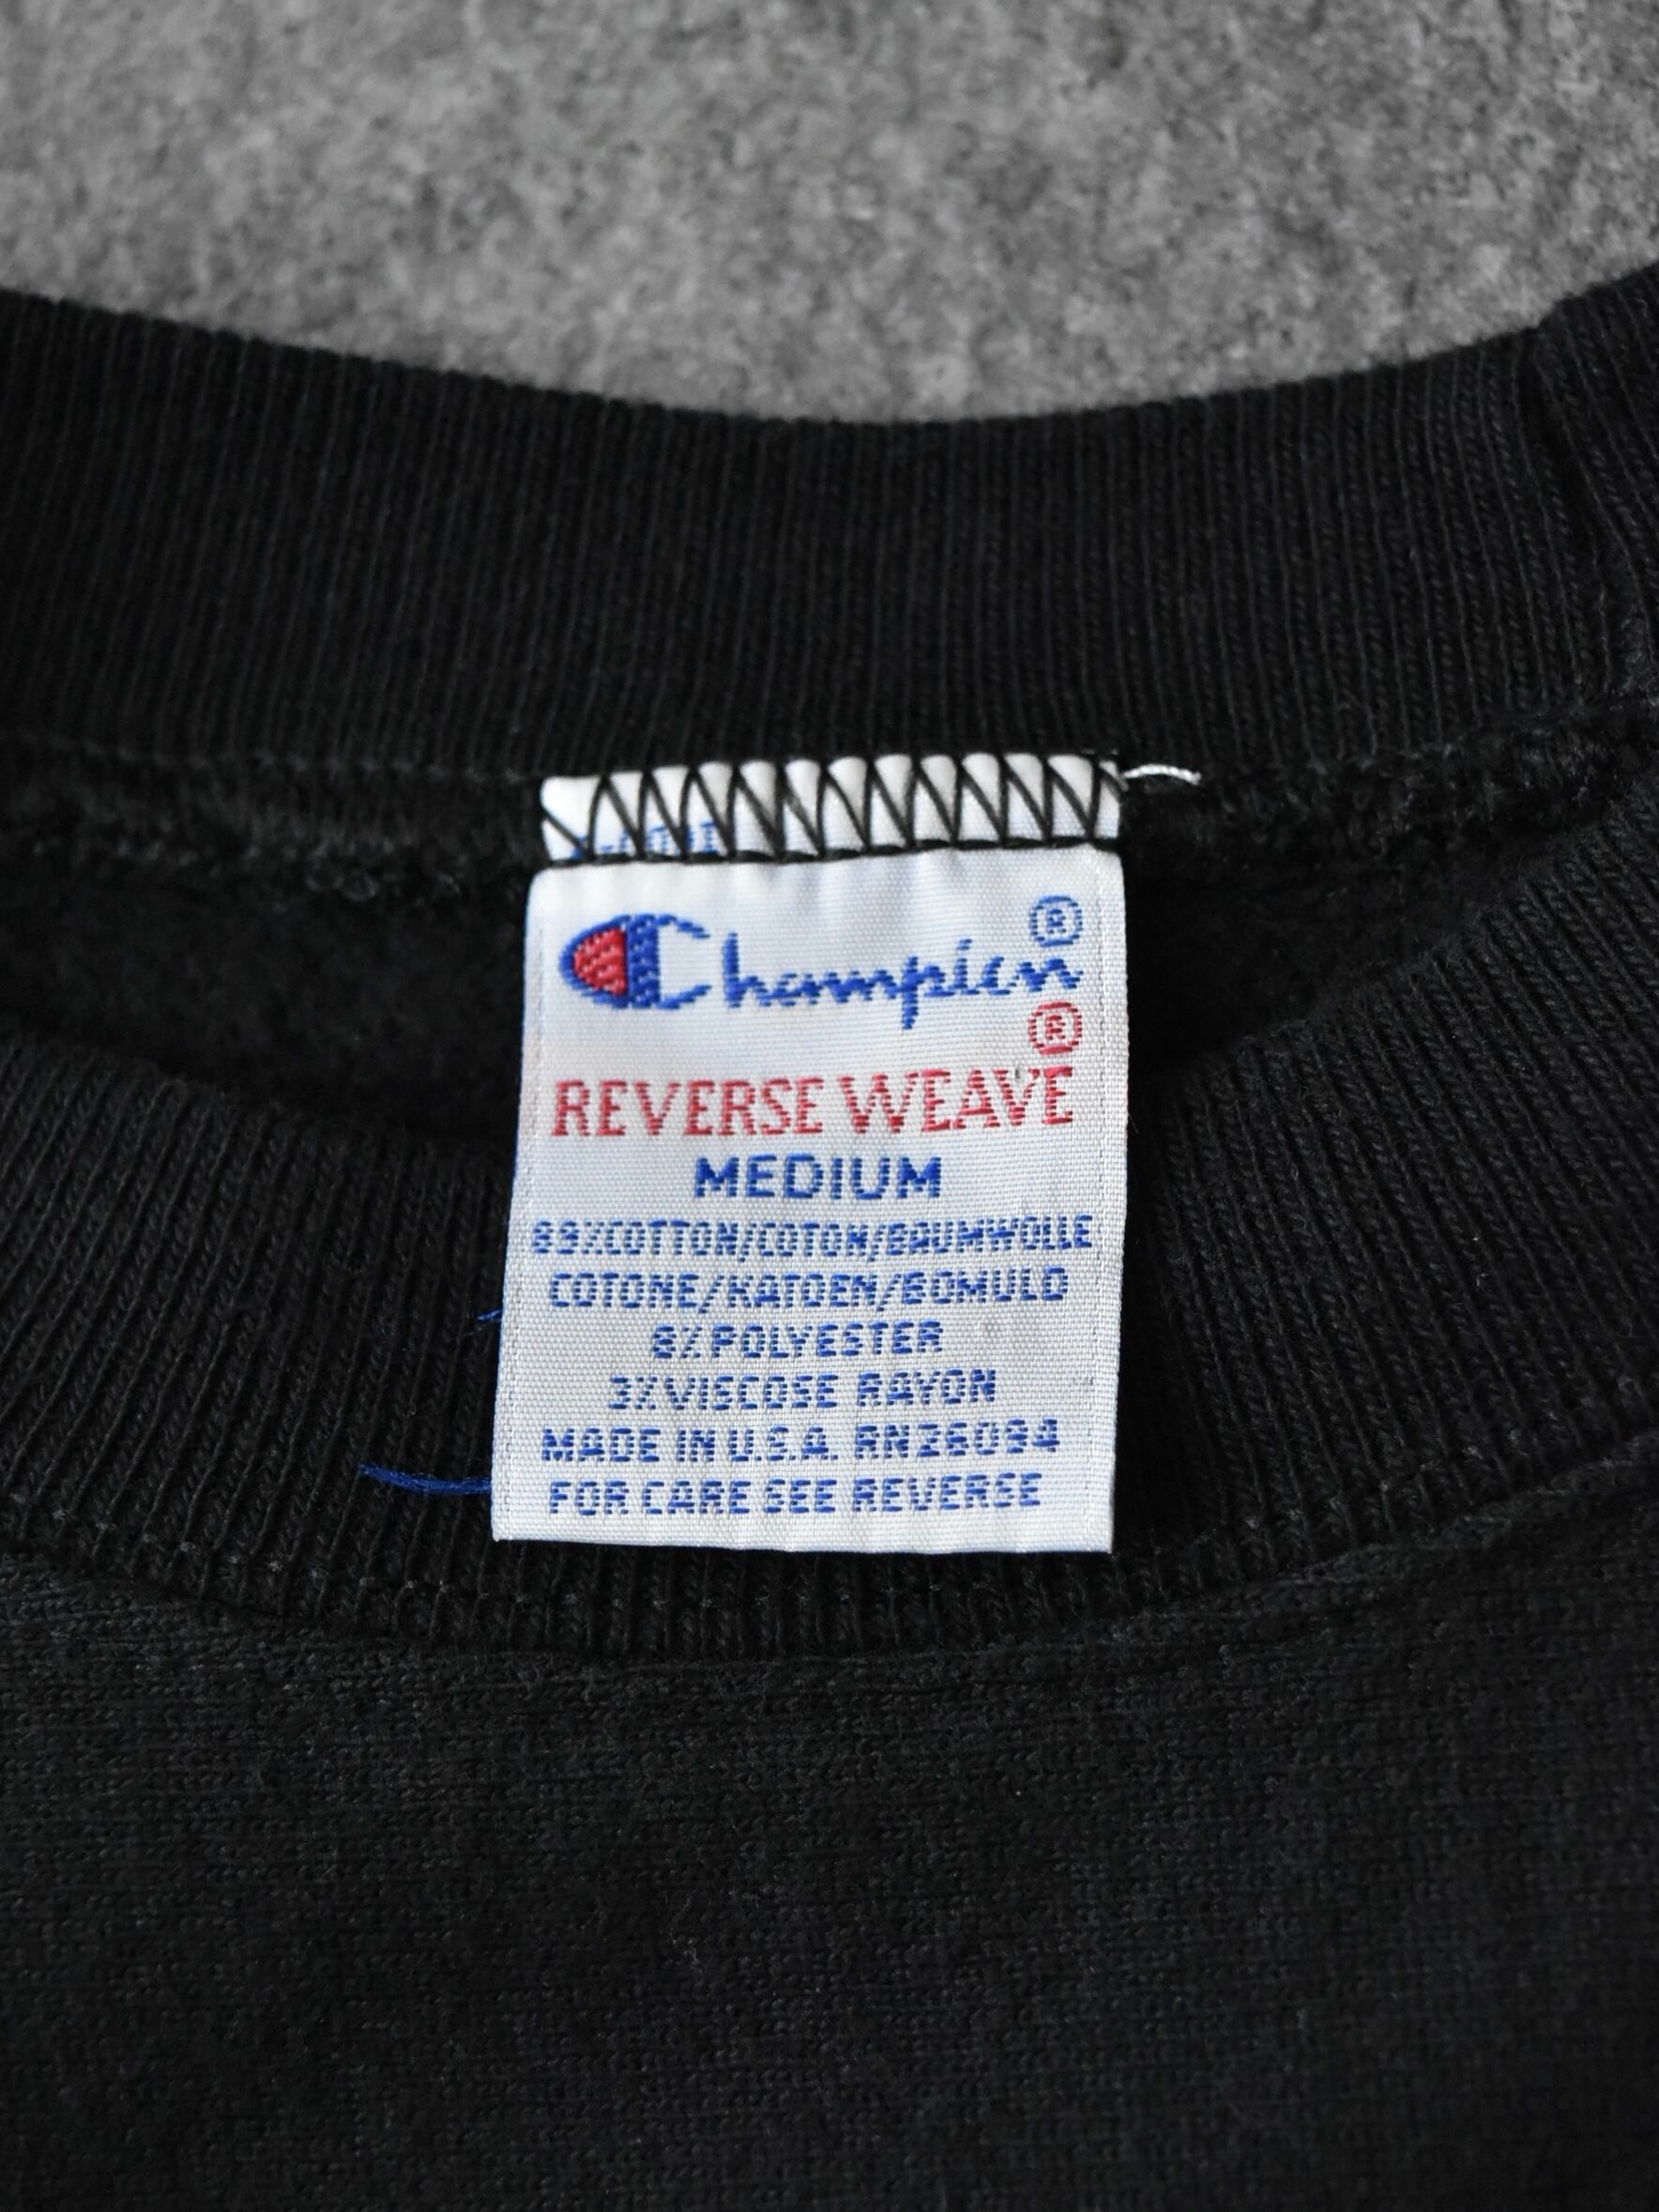 Champion ®
®
REVERSE WEAVE
MEDIUM
89%COTTON/COTON/BAUMWOLLE
COTONE/KATOEN/BOMULD
8% POLYESTER
3% VISCOSE RAYON
MADE IN U.S.A. RN26094
FOR CARE SEE REVERSE